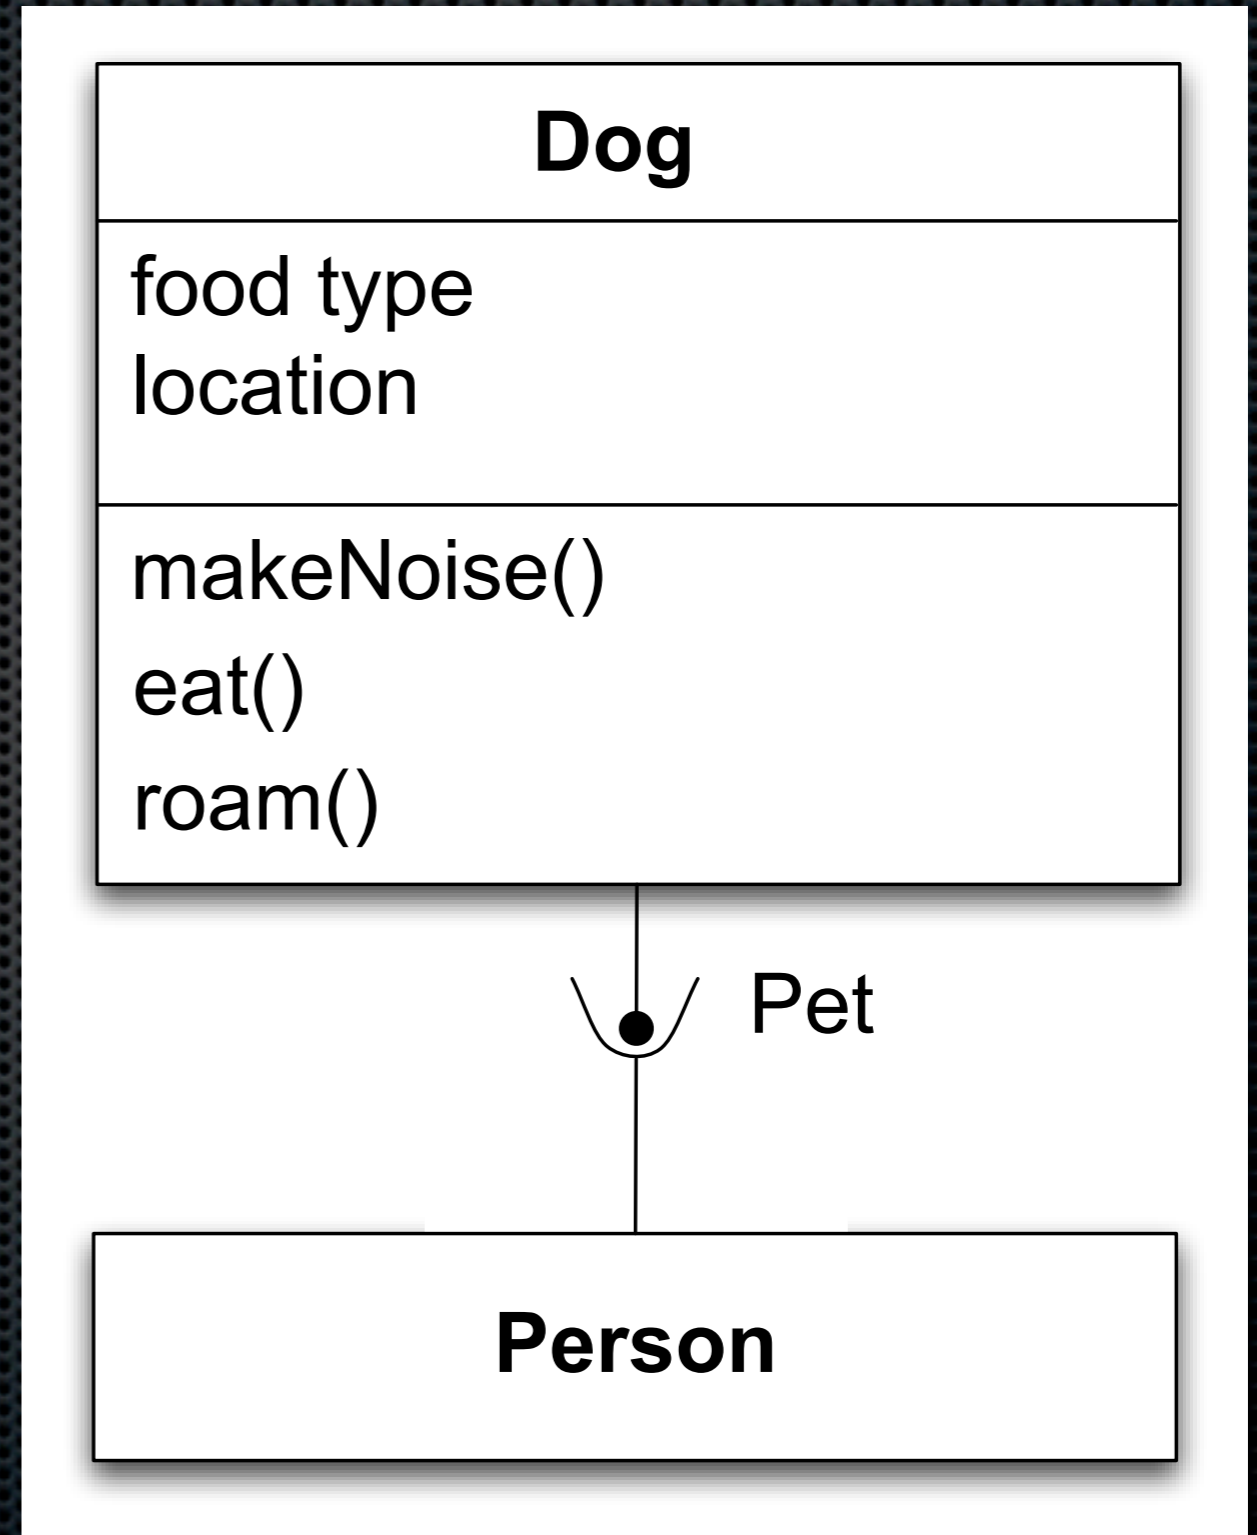 Dog
food type
location
makeNoise()
eat()
roam()
Pet
Person